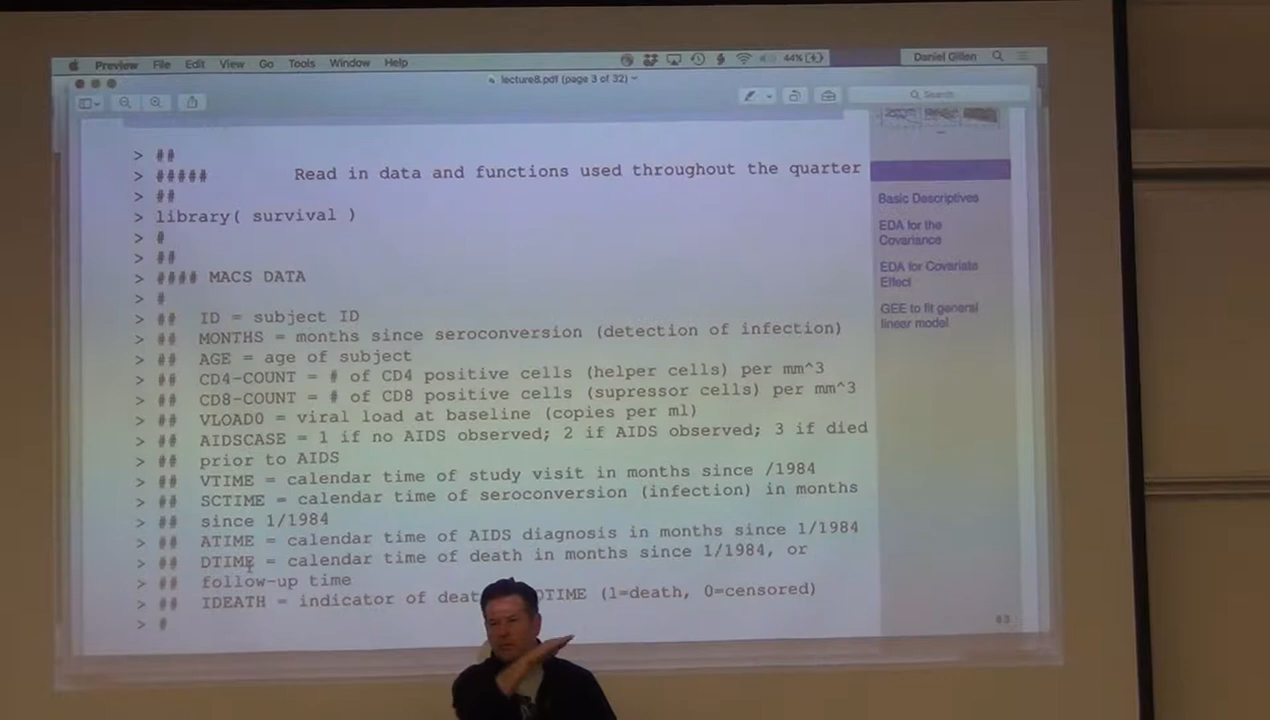 Preview File Edit View Go Tools Window Help 44% Daniel Gillen
lecture8.pdf (page 3 of 32)
Search
> ##
> ##### Read in data and functions used throughout the quarter
> ##
> library( survival )
> #
> ##
> #### MACS DATA
> #
> ## ID = subject ID
> ## MONTHS = months since seroconversion (detection of infection)
> ## AGE = age of subject
> ## CD4-COUNT = # of CD4 positive cells (helper cells) per mm^3
> ## CD8-COUNT = # of CD8 positive cells (supressor cells) per mm^3
> ## VLOAD0 = viral load at baseline (copies per ml)
> ## AIDSCASE = 1 if no AIDS observed; 2 if AIDS observed; 3 if died
> ## prior to AIDS
> ## VTIME = calendar time of study visit in months since /1984
> ## SCTIME = calendar time of seroconversion (infection) in months
> ## since 1/1984
> ## ATIME = calendar time of AIDS diagnosis in months since 1/1984
> ## DTIME = calendar time of death in months since 1/1984, or
> ## follow-up time
> ## IDEATH = indicator of DTIME (1=death, 0=censored)
> #
Basic Descriptives
EDA for the
Covariance
EDA for Covariate
Effect
GEE to fit general
linear model